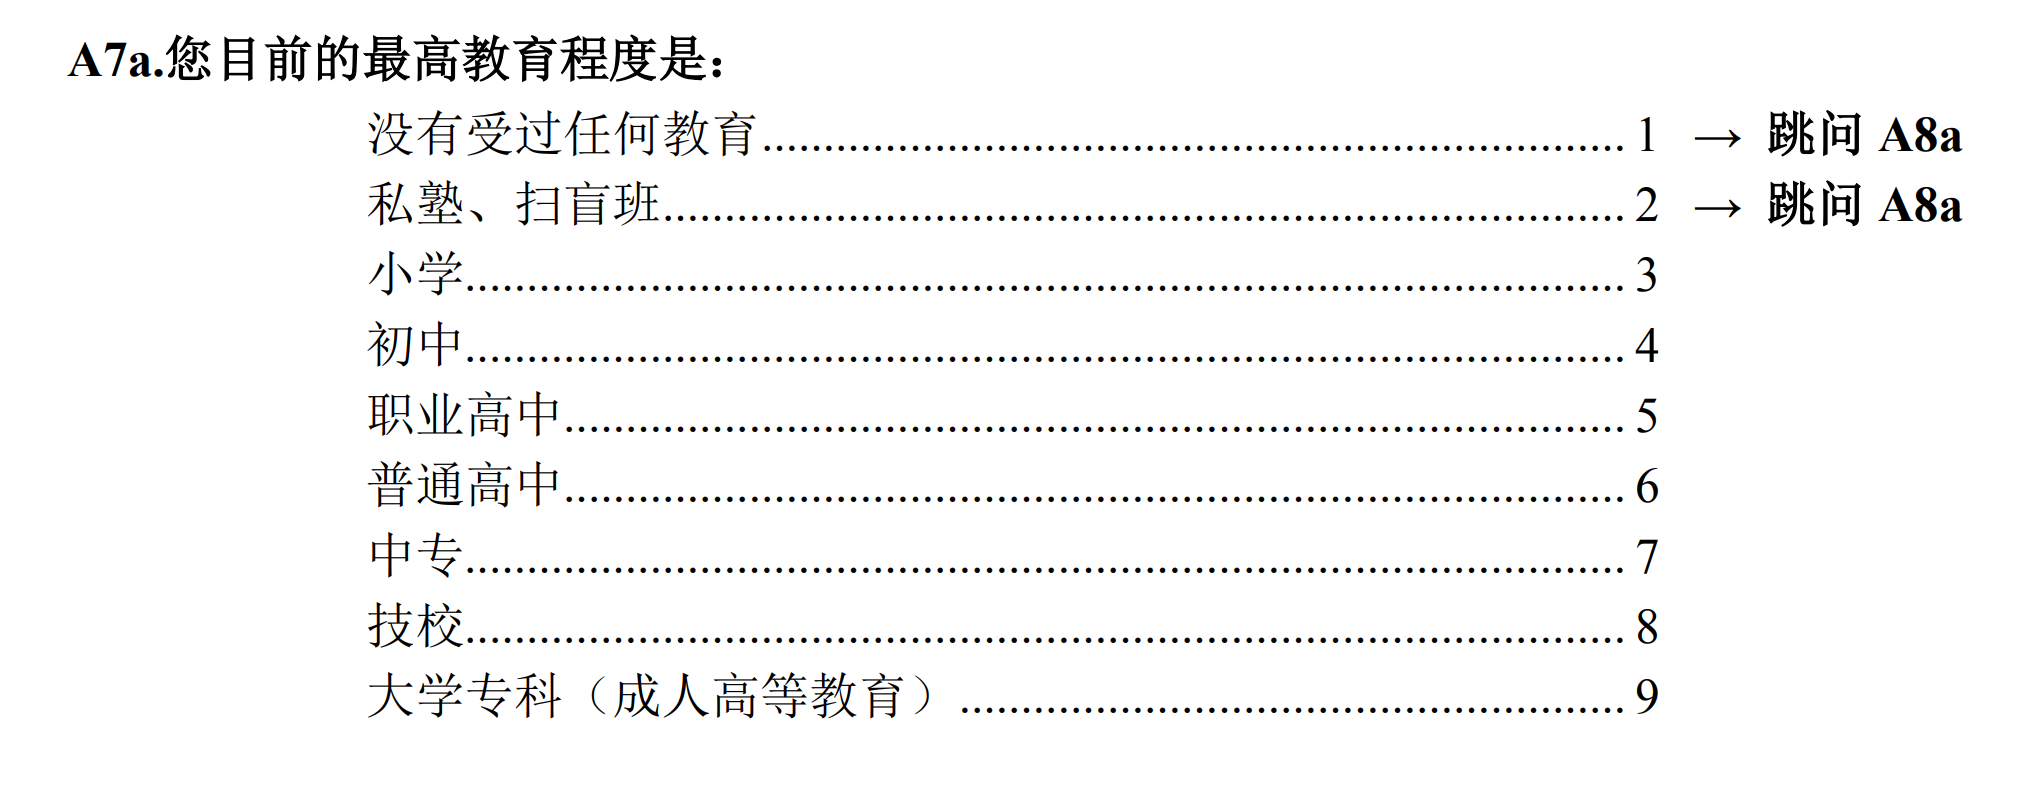 A7a.您目前的最高教育程度是：
没有受过任何教育........................................................................ 1 → 跳问 A8a
私塾、扫盲班................................................................................ 2 → 跳问 A8a
小学................................................................................................ 3
初中................................................................................................ 4
职业高中........................................................................................ 5
普通高中........................................................................................ 6
中专................................................................................................ 7
技校................................................................................................ 8
大学专科（成人高等教育）....................................................... 9